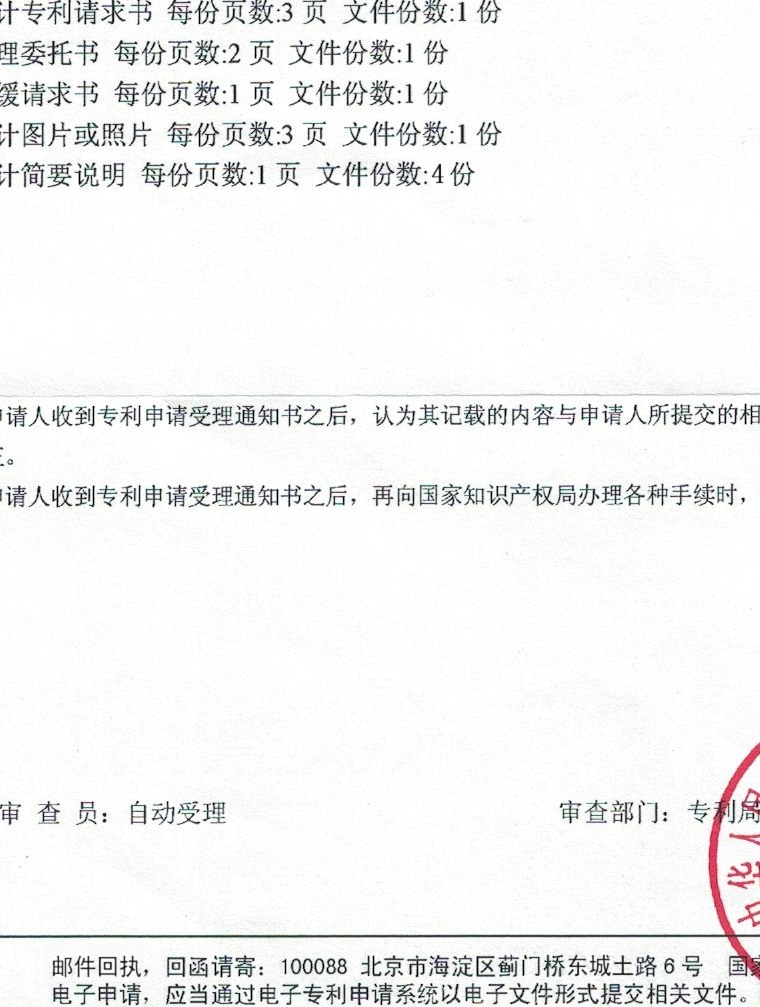 计专利请求书 每份页数:3 页 文件份数:1 份
理委托书 每份页数:2 页 文件份数:1 份
缓请求书 每份页数:1 页 文件份数:1 份
计图片或照片 每份页数:3 页 文件份数:1 份
计简要说明 每份页数:1 页 文件份数:4 份
申请人收到专利申请受理通知书之后，认为其记载的内容与申请人所提交的相
。
申请人收到专利申请受理通知书之后，再向国家知识产权局办理各种手续时，
审 查 员：自动受理
审查部门：专利局
中华人民
邮件回执，回函请寄：100088 北京市海淀区蓟门桥东城土路 6 号 国家
电子申请，应当通过电子专利申请系统以电子文件形式提交相关文件。